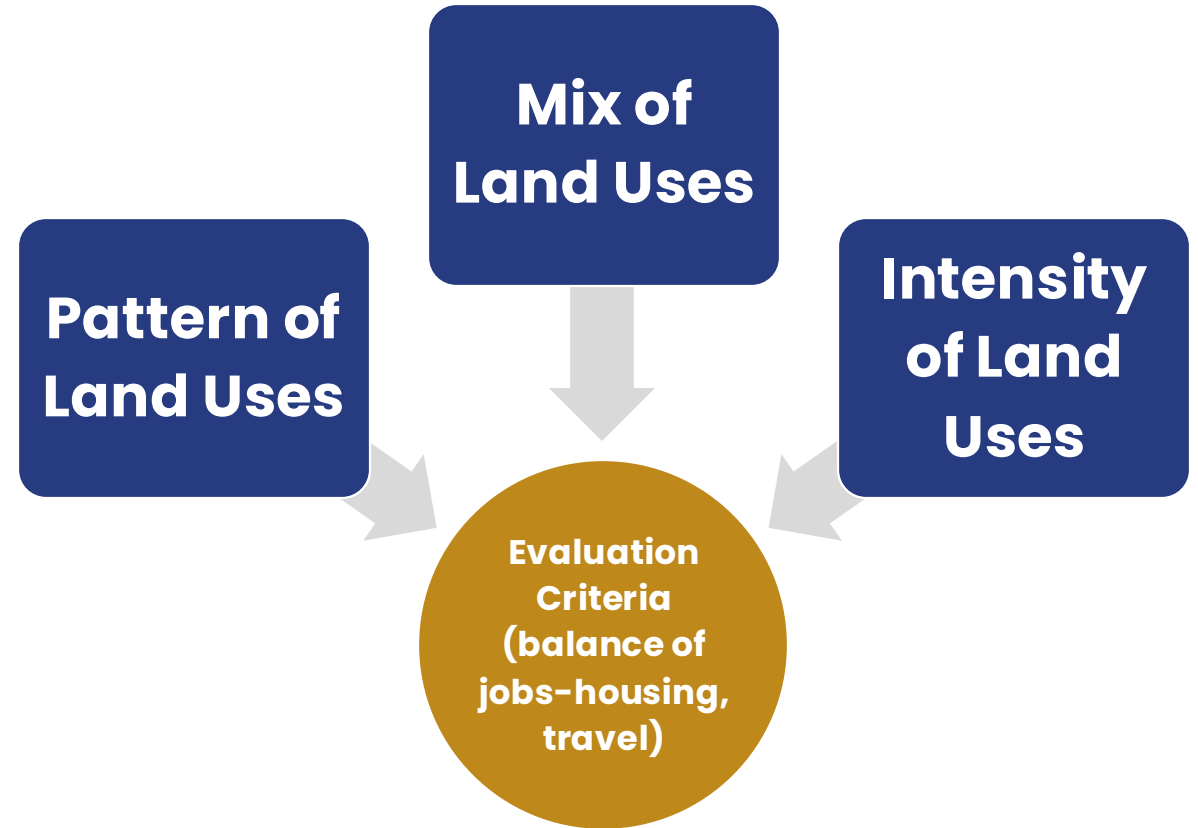 Mix of
Land Uses
Pattern of
Land Uses
Intensity
of Land
Uses
Evaluation
Criteria
(balance of
jobs-housing,
travel)